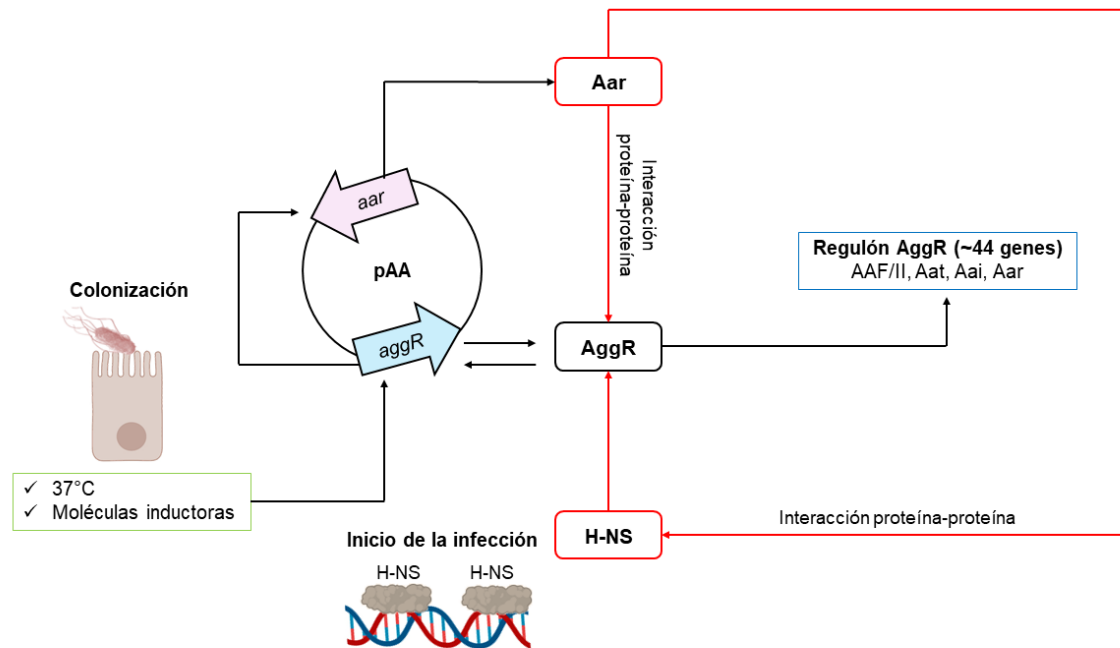 Aar
Interacción
proteína-proteína
aar
pAA
Regulón AggR (~44 genes)
AAF/II, Aat, Aai, Aar
Colonización
aggR
AggR
✓ 37°C
✓ Moléculas inductoras
Interacción proteína-proteína
H-NS
Inicio de la infección
H-NS H-NS